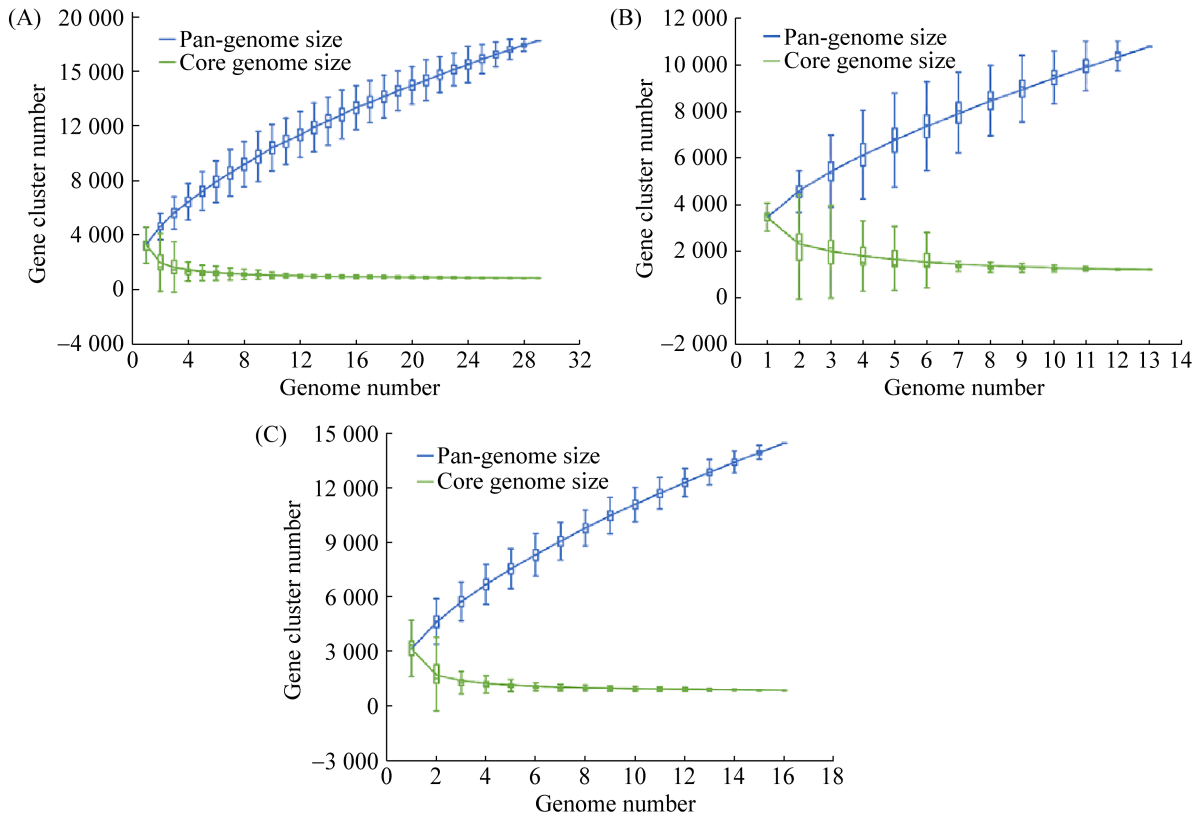 (A)
20 000
15 000
12 000
8 000
4 000
0
–4 000
Gene cluster number
Pan-genome size
Core genome size
0 4 8 12 16 20 24 28 32
Genome number
(B)
12 000
10 000
8 000
6 000
4 000
2 000
0
–2 000
Gene cluster number
Pan-genome size
Core genome size
0 1 2 3 4 5 6 7 8 9 10 11 12 13 14
Genome number
(C)
15 000
12 000
9 000
6 000
3 000
0
–3 000
Gene cluster number
Pan-genome size
Core genome size
0 2 4 6 8 10 12 14 16 18
Genome number